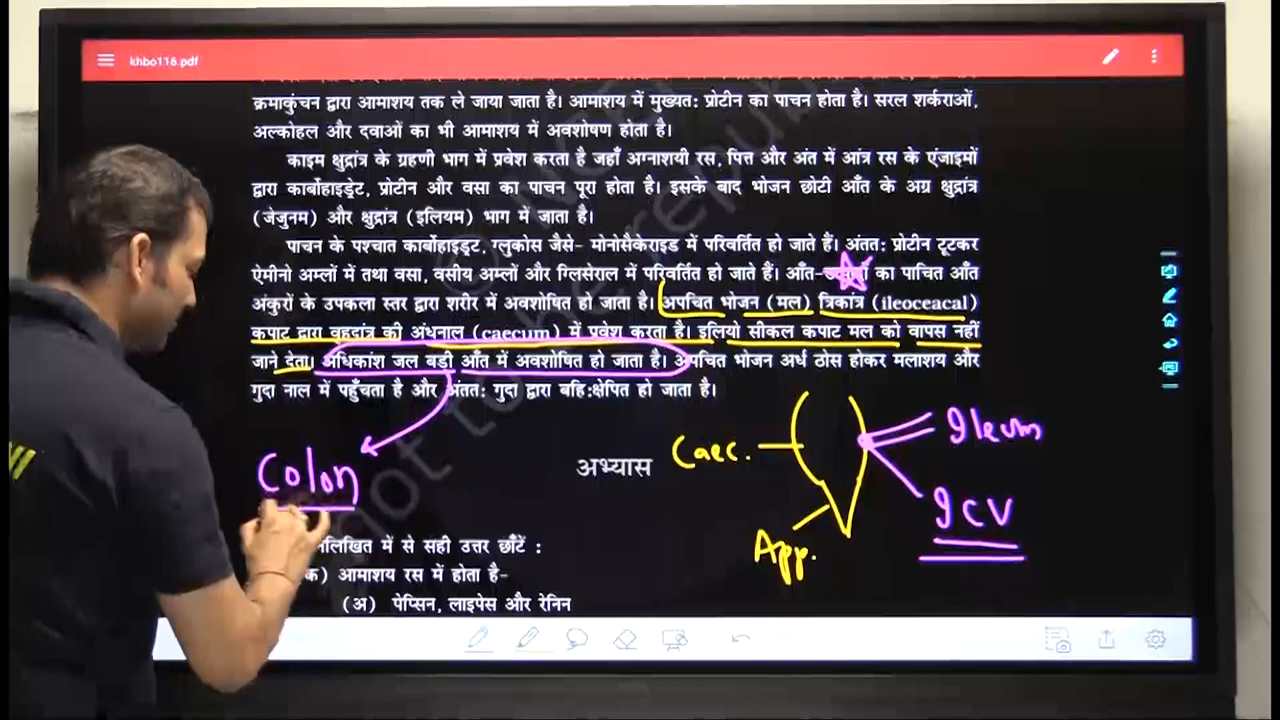 khbo116.pdf
क्रमाकुंचन द्वारा आमाशय तक ले जाया जाता है। आमाशय में मुख्यतः प्रोटीन का पाचन होता है। सरल शर्कराओं,
अल्कोहल और दवाओं का भी आमाशय में अवशोषण होता है।
काइम क्षुद्रांत्र के ग्रहणी भाग में प्रवेश करता है जहाँ अग्नाशयी रस, पित्त और अंत में आंत्र रस के एंजाइमों
द्वारा कार्बोहाइड्रेट, प्रोटीन और वसा का पाचन पूरा होता है। इसके बाद भोजन छोटी आँत के अग्र क्षुद्रांत्र
(जेजुनम) और क्षुद्रांत्र (इलियम) भाग में जाता है।
पाचन के पश्चात कार्बोहाइड्रट, ग्लुकोस जैसे- मोनोसैकेराइड में परिवर्तित हो जाते हैं। अंततः प्रोटीन टूटकर
ऐमीनो अम्लों में तथा वसा, वसीय अम्लों और ग्लिसेराल में परिवर्तित हो जाते हैं। आँत- का पाचित आँत
अंकुरों के उपकला स्तर द्वारा शरीर में अवशोषित हो जाता है। अपचित भोजन (मल) त्रिकांत्र (ileoceacal)
कपाट द्वारा वृहदांत्र की अंधनाल (caecum) में प्रवेश करता है। इलियो सीकल कपाट मल को वापस नहीं
जाने देता। अधिकांश जल बड़ी आँत में अवशोषित हो जाता है। अपचित भोजन अर्ध ठोस होकर मलाशय और
गुदा नाल में पहुँचता है और अंततः गुदा द्वारा बहि:क्षेपित हो जाता है।
Colon
अभ्यास
Caec.
Ileum
ICV
App.
लिखित में से सही उत्तर छाँटें :
क) आमाशय रस में होता है-
(अ) पेप्सिन, लाइपेस और रेनिन